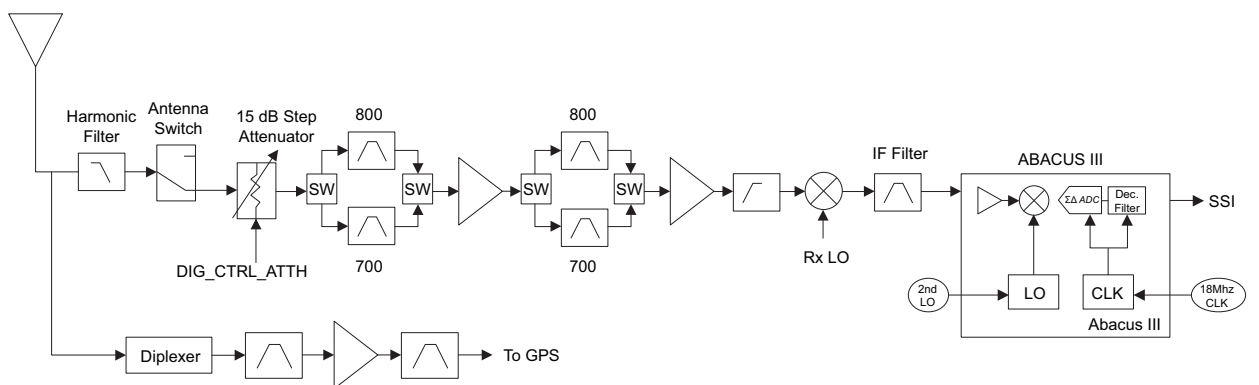 Harmonic
Filter
Antenna
Switch
15 dB Step
Attenuator
DIG_CTRL_ATTH
SW
800
700
SW
SW
800
700
SW
Rx LO
IF Filter
ABACUS III
ΣΔ ADC
Dec.
Filter
SSI
2nd
LO
LO
CLK
18Mhz
CLK
Abacus III
Diplexer
To GPS